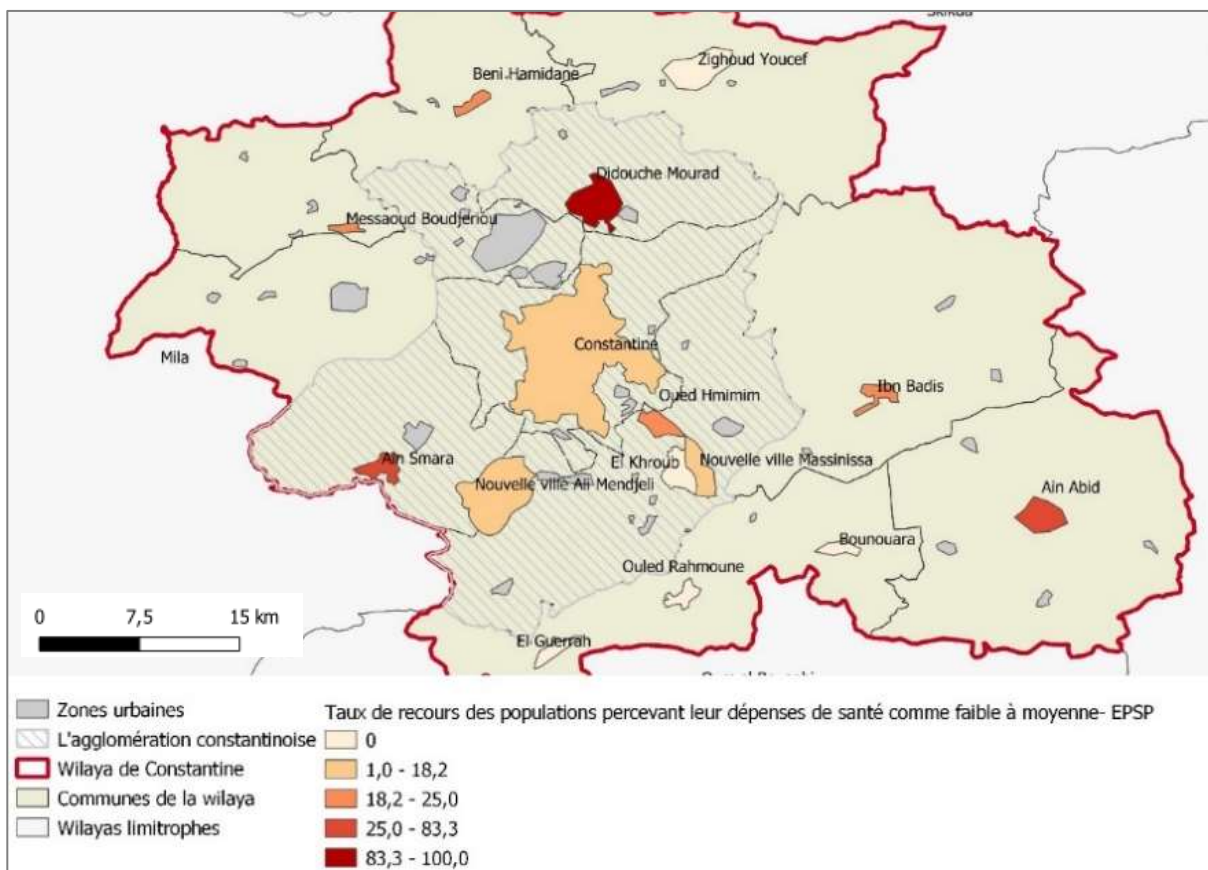 Zighoud Youcef
Beni Hamidane
Didouche Mourad
Messaoud Boudjeriou
Constantine
Mila
Oued Hmimim
Ibn Badis
Ain Smara
El Khroub
Nouvelle ville Massinissa
Nouvelle ville Ali Mendjeli
Ain Abid
Bounouara
Ouled Rahmoune
El Guerrah
0 7,5 15 km
Zones urbaines
L'agglomération constantinoise
Wilaya de Constantine
Communes de la wilaya
Wilayas limitrophes
Taux de recours des populations percevant leur dépenses de santé comme faible à moyenne- EPSP
0
1,0 - 18,2
18,2 - 25,0
25,0 - 83,3
83,3 - 100,0